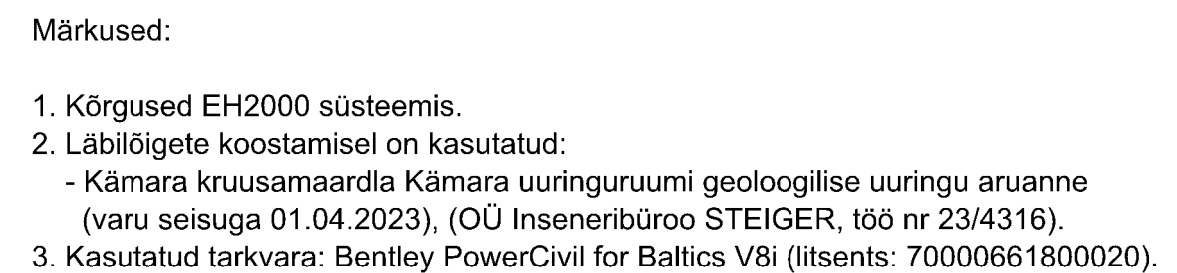 Märkused:
1. Kõrgused EH2000 süsteemis.
2. Läbilõigete koostamisel on kasutatud:
- Kämara kruusamaardla Kämara uuringuruumi geoloogilise uuringu aruanne
(varu seisuga 01.04.2023), (OÜ Inseneribüroo STEIGER, töö nr 23/4316).
3. Kasutatud tarkvara: Bentley PowerCivil for Baltics V8i (litsents: 70000661800020).